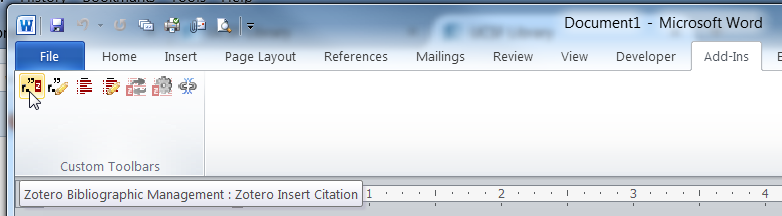 Document1 - Microsoft Word
File Home Insert Page Layout References Mailings Review View Developer Add-Ins
Custom Toolbars
Zotero Bibliographic Management : Zotero Insert Citation
1 2 3 4